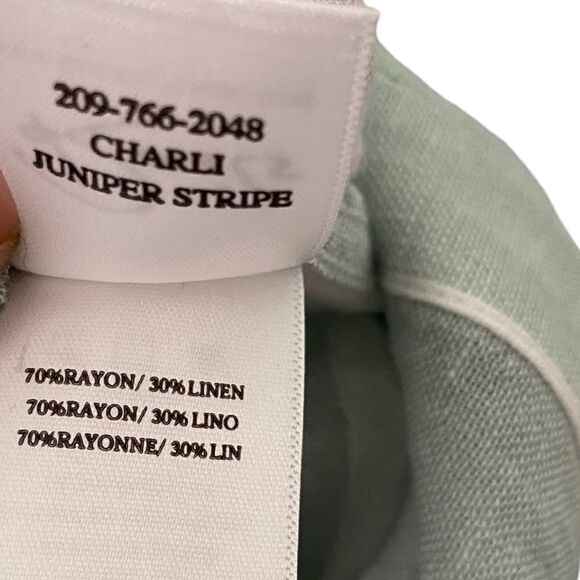 209-766-2048
CHARLI
JUNIPER STRIPE
70%RAYON/ 30%LINEN
70%RAYON/ 30%LINO
70%RAYONNE/ 30%LIN